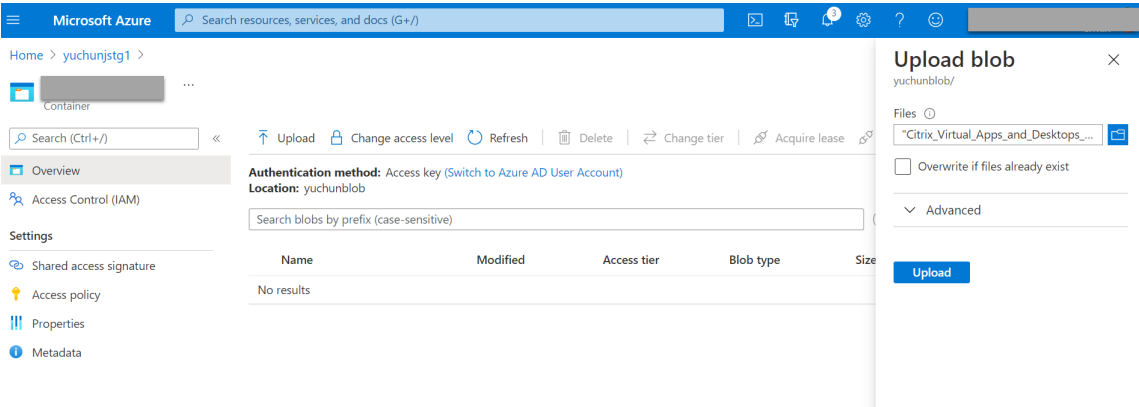 Microsoft Azure
Search resources, services, and docs (G+/)
3
Home > yuchunjstg1 >
...
Container
Search (Ctrl+/)
«
Overview
Access Control (IAM)
Settings
Shared access signature
Access policy
Properties
Metadata
Upload
Change access level
Refresh
Delete
Change tier
Acquire lease
Authentication method: Access key (Switch to Azure AD User Account)
Location: yuchunblob
Search blobs by prefix (case-sensitive)
Name Modified Access tier Blob type Size
No results
Upload blob
yuchunblob/
Files
"Citrix_Virtual_Apps_and_Desktops_...
Overwrite if files already exist
Advanced
Upload